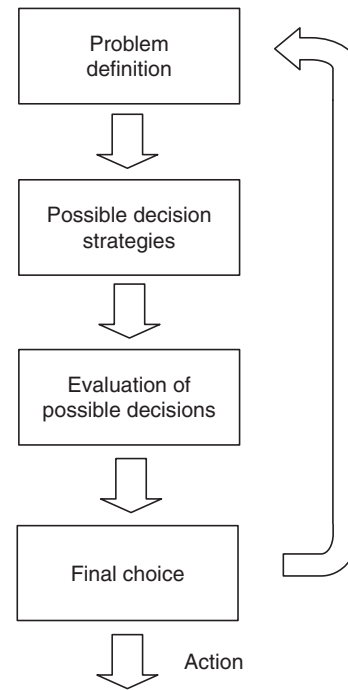 Problem
definition
Possible decision
strategies
Evaluation of
possible decisions
Final choice
Action